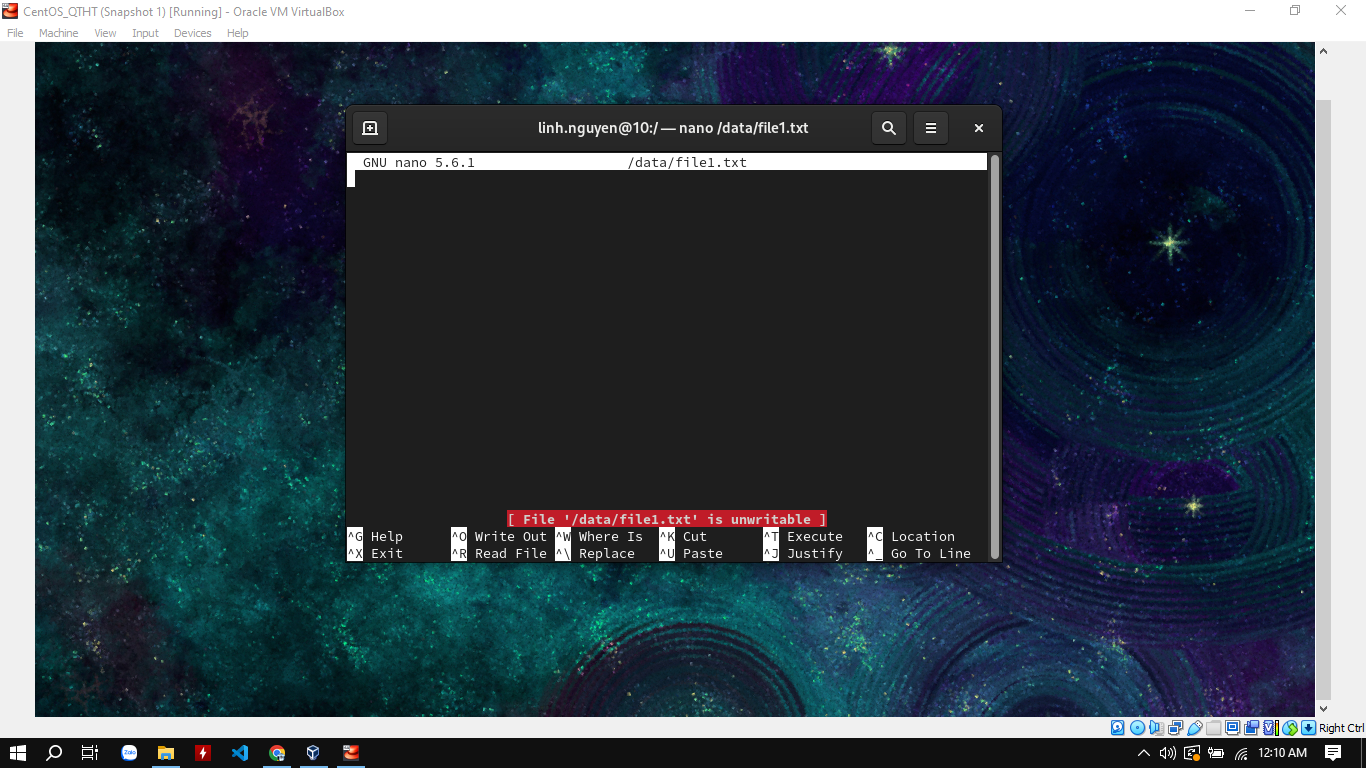 CentOS_QTHT (Snapshot 1) [Running] - Oracle VM VirtualBox
File Machine View Input Devices Help
linh.nguyen@10:/ — nano /data/file1.txt
GNU nano 5.6.1 /data/file1.txt
[ File '/data/file1.txt' is unwritable ]
^G Help ^O Write Out ^W Where Is ^K Cut ^T Execute ^C Location
^X Exit ^R Read File ^\ Replace ^U Paste ^J Justify ^_ Go To Line
Right Ctrl
Zalo
12:10 AM